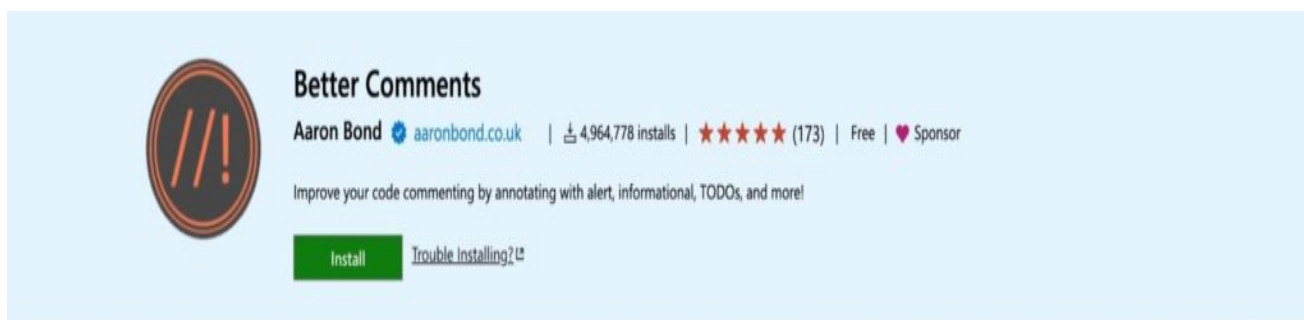 //!
Better Comments
Aaron Bond aaronbond.co.uk | 4,964,778 installs | ★★★★★ (173) | Free | Sponsor
Improve your code commenting by annotating with alert, informational, TODOs, and more!
Install Trouble Installing?